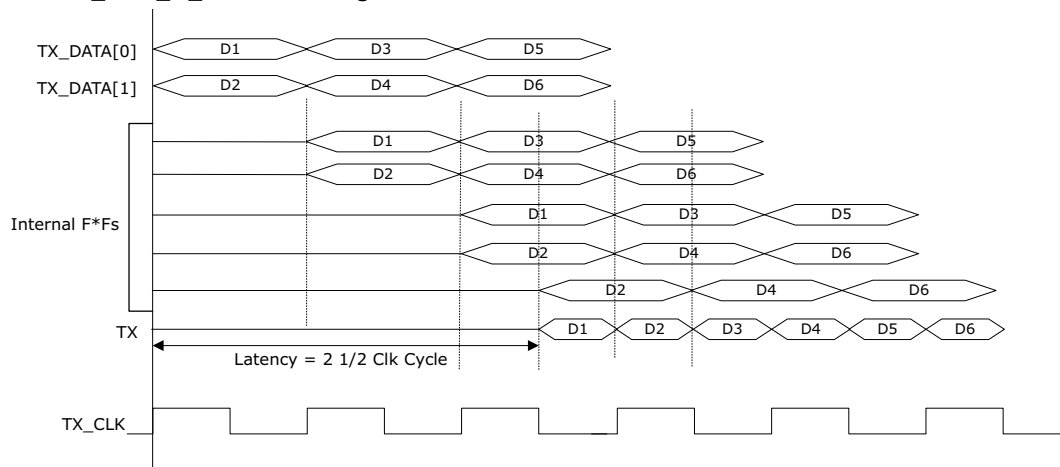 TX_DATA[0] D1 D3 D5
TX_DATA[1] D2 D4 D6
D1 D3 D5
D2 D4 D6
Internal F*Fs
D1 D3 D5
D2 D4 D6
D2 D4 D6
TX D1 D2 D3 D4 D5 D6
Latency = 2 1/2 Clk Cycle
TX_CLK